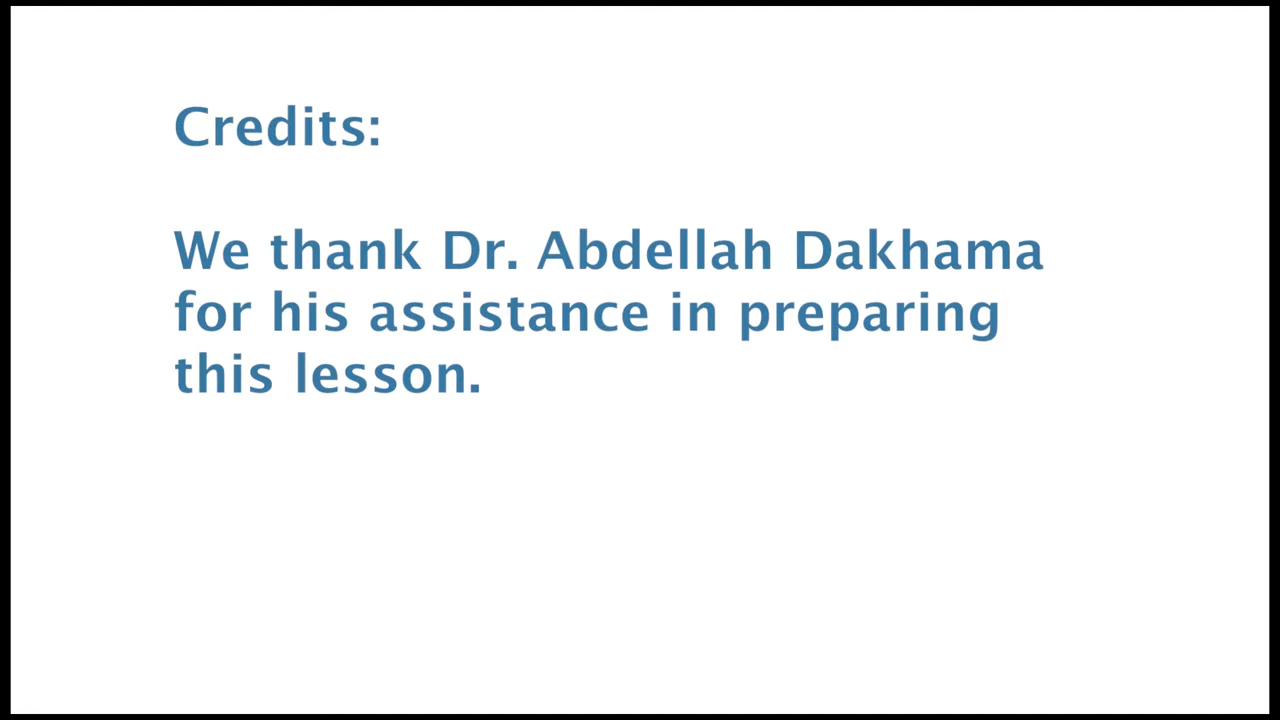 Credits:
We thank Dr. Abdellah Dakhama
for his assistance in preparing
this lesson.